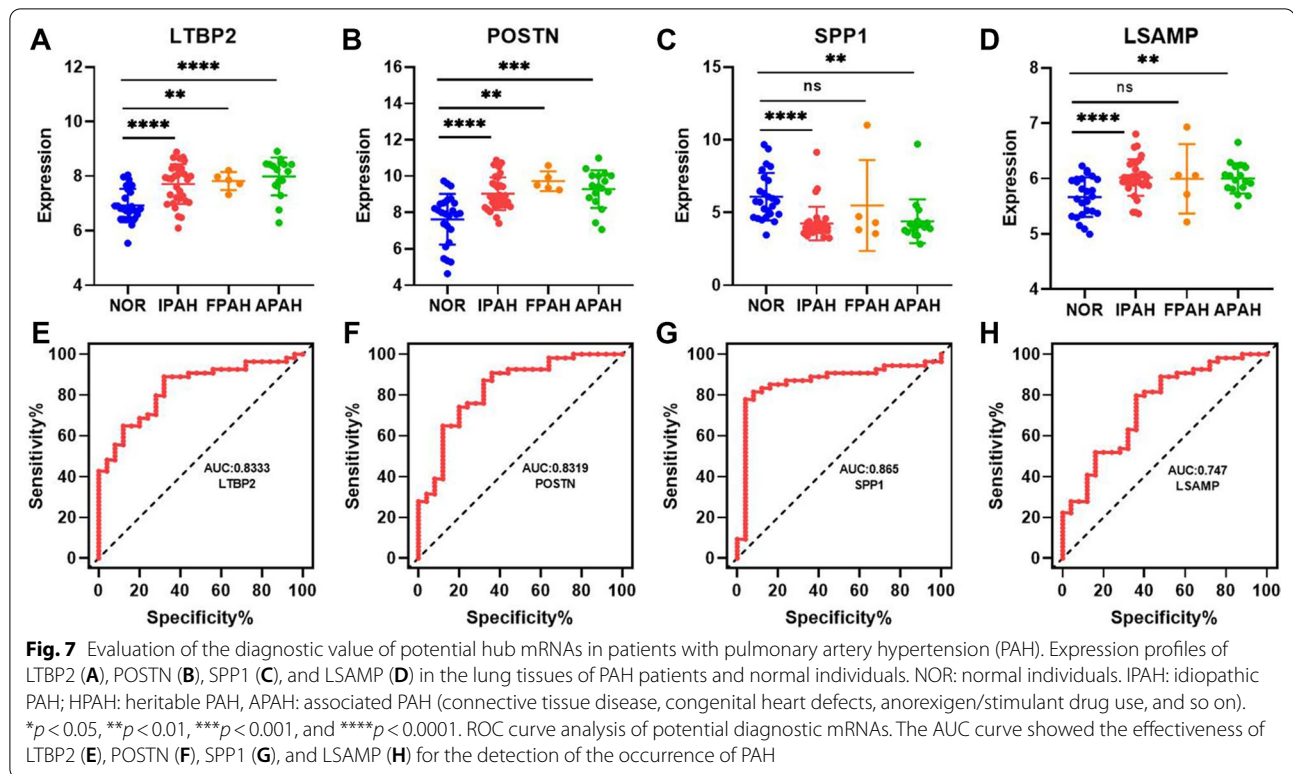 A LTBP2
****
**
****
Expression
12
10
8
6
4
NOR IPAH FPAH APAH
B POSTN
***
**
****
Expression
16
14
12
10
8
6
4
NOR IPAH FPAH APAH
C SPP1
**
ns
****
Expression
15
10
5
0
NOR IPAH FPAH APAH
D LSAMP
**
ns
****
Expression
8
7
6
5
4
NOR IPAH FPAH APAH
E
Sensitivity%
100
80
60
40
20
0
AUC:0.8333
LTBP2
0 20 40 60 80 100
Specificity%
F
Sensitivity%
100
80
60
40
20
0
AUC:0.8319
POSTN
0 20 40 60 80 100
Specificity%
G
Sensitivity%
100
80
60
40
20
0
AUC:0.865
SPP1
0 20 40 60 80 100
Specificity%
H
Sensitivity%
100
80
60
40
20
0
AUC:0.747
LSAMP
0 20 40 60 80 100
Specificity%
Fig. 7 Evaluation of the diagnostic value of potential hub mRNAs in patients with pulmonary artery hypertension (PAH). Expression profiles of
LTBP2 (A), POSTN (B), SPP1 (C), and LSAMP (D) in the lung tissues of PAH patients and normal individuals. NOR: normal individuals. IPAH: idiopathic
PAH; HPAH: heritable PAH, APAH: associated PAH (connective tissue disease, congenital heart defects, anorexigen/stimulant drug use, and so on).
*p < 0.05, **p < 0.01, ***p < 0.001, and ****p < 0.0001. ROC curve analysis of potential diagnostic mRNAs. The AUC curve showed the effectiveness of
LTBP2 (E), POSTN (F), SPP1 (G), and LSAMP (H) for the detection of the occurrence of PAH